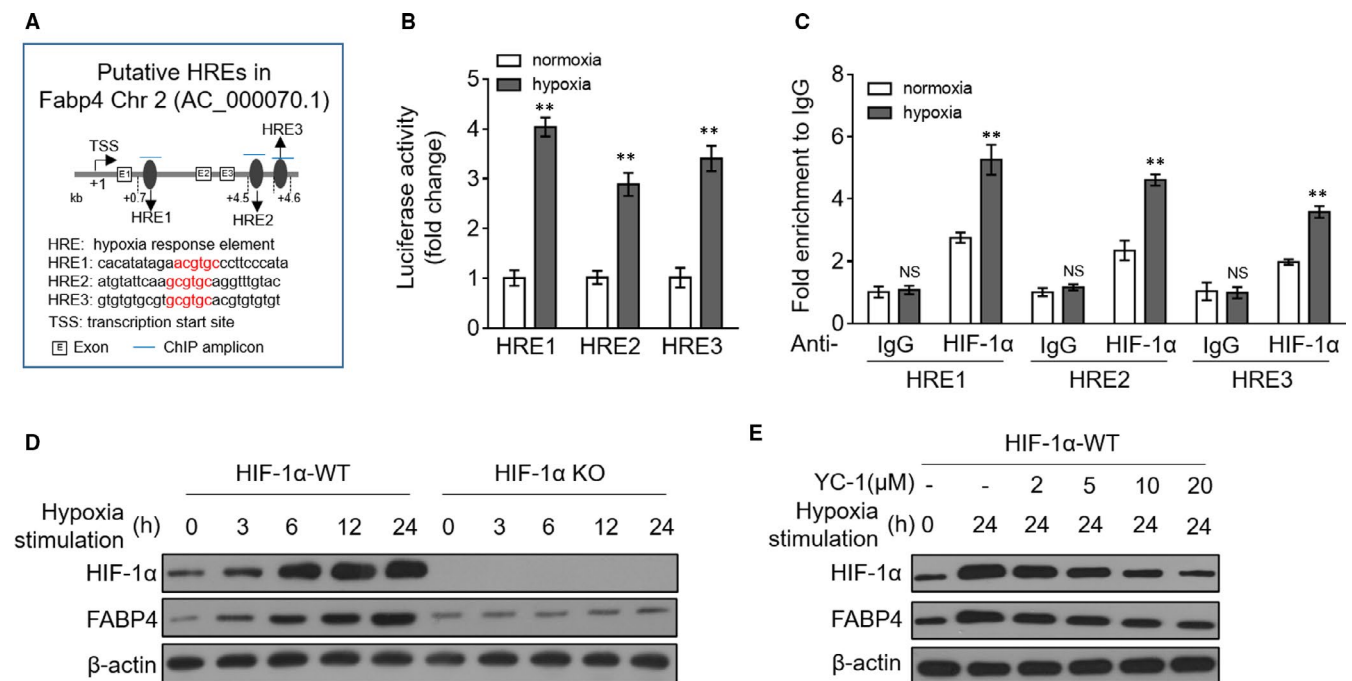 A
Putative HREs in
Fabp4 Chr 2 (AC_000070.1)
HRE3
TSS
+1
E1
E2
E3
kb
+0.7
+4.5
+4.6
HRE1
HRE2
HRE: hypoxia response element
HRE1: cacatatagaacgtgcccttcccata
HRE2: atgtattcaagcgtgcaggtttgtac
HRE3: gtgtgtgcgtgcgtgcacgtgtgtgt
TSS: transcription start site
E Exon
ChIP amplicon
B
normoxia
hypoxia
Luciferase activity
(fold change)
5
4
3
2
1
0
**
**
**
HRE1 HRE2 HRE3
C
normoxia
hypoxia
Fold enrichment to IgG
8
6
4
2
0
NS ** NS ** NS **
Anti- IgG HIF-1α IgG HIF-1α IgG HIF-1α
HRE1 HRE2 HRE3
D
HIF-1α-WT HIF-1α KO
Hypoxia
stimulation (h) 0 3 6 12 24 0 3 6 12 24
HIF-1α
FABP4
β-actin
E
HIF-1α-WT
YC-1(μM) - - 2 5 10 20
Hypoxia
stimulation (h) 0 24 24 24 24 24
HIF-1α
FABP4
β-actin